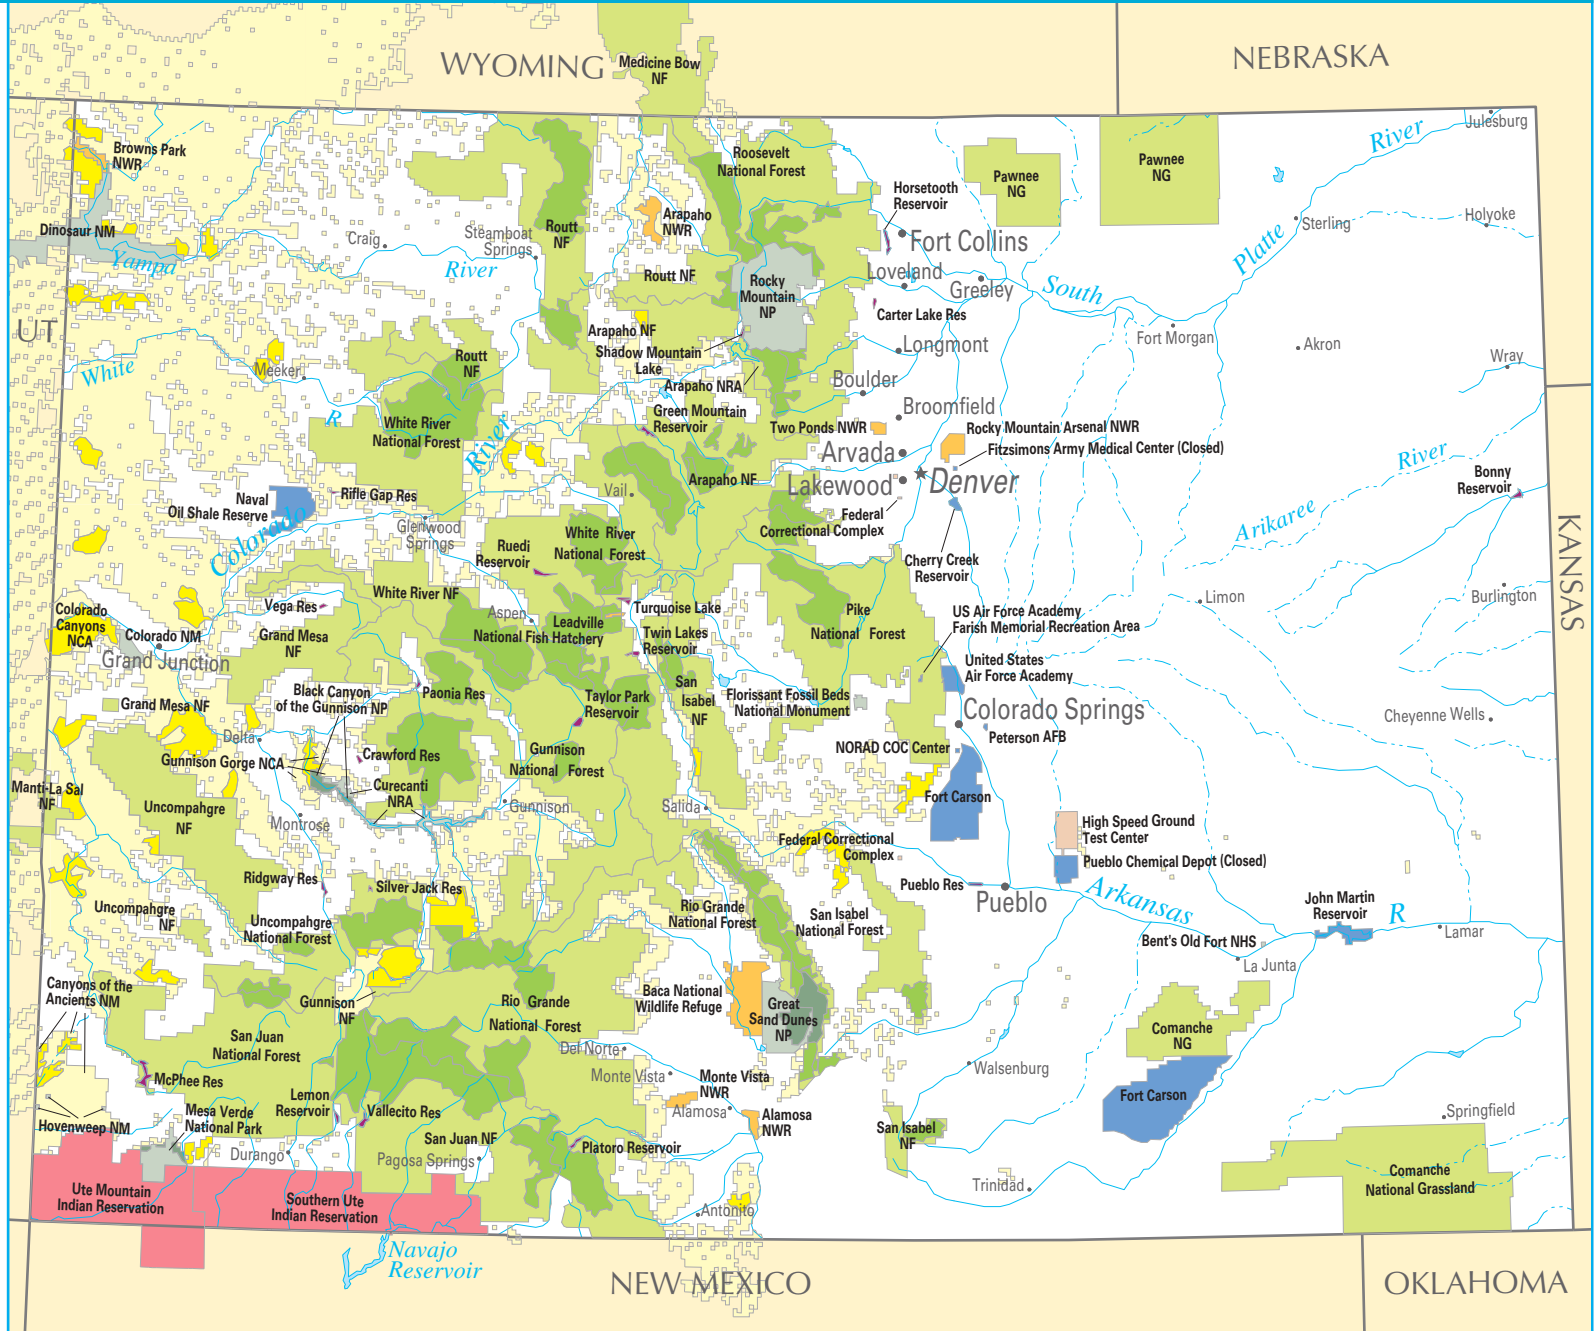 WYOMING
NEBRASKA
Medicine Bow
NF
Julesburg
River
Browns Park
NWR
Roosevelt
National Forest
Pawnee
NG
Pawnee
NG
Horsetooth
Reservoir
Arapaho
NWR
Dinosaur NM
Yampa
Craig
Steamboat
Springs
River
Routt
NF
Fort Collins
Sterling
Holyoke
Platte
Loveland
Greeley
South
Routt NF
Rocky
Mountain
NP
Carter Lake Res
UT
Arapaho NF
Shadow Mountain
Lake
Longmont
Fort Morgan
Akron
Wray
White
Meeker
R
Routt
NF
Arapaho NRA
Boulder
Broomfield
White River
National Forest
River
Green Mountain
Reservoir
Two Ponds NWR
Rocky Mountain Arsenal NWR
Fitzsimons Army Medical Center (Closed)
Arvada
Lakewood
Denver
River
Bonny
Reservoir
Arapaho NF
Vail
Naval
Oil Shale Reserve
Rifle Gap Res
Federal
Correctional Complex
Arikaree
KANSAS
Colorado
Glenwood
Springs
White River
National Forest
Ruedi
Reservoir
Cherry Creek
Reservoir
White River NF
Vega Res
Aspen
Leadville
National Fish Hatchery
Turquoise Lake
Twin Lakes
Reservoir
Pike
National Forest
US Air Force Academy
Farish Memorial Recreation Area
Limon
Burlington
Colorado
Canyons
NCA
Colorado NM
Grand Junction
Grand Mesa
NF
United States
Air Force Academy
Grand Mesa NF
Black Canyon
of the Gunnison NP
Paonia Res
Taylor Park
Reservoir
San
Isabel
NF
Florissant Fossil Beds
National Monument
Colorado Springs
Peterson AFB
Cheyenne Wells
Delta
Gunnison Gorge NCA
Crawford Res
Gunnison
National Forest
NORAD COC Center
Manti-La Sal
NF
Uncompahgre
NF
Curecanti
NRA
Montrose
Gunnison
Salida
Fort Carson
High Speed Ground
Test Center
Federal Correctional
Complex
Pueblo Chemical Depot (Closed)
Ridgway Res
Silver Jack Res
Pueblo Res
Pueblo
Arkansas
R
John Martin
Reservoir
Lamar
Uncompahgre
NF
Uncompahgre
National Forest
Rio Grande
National Forest
San Isabel
National Forest
Bent's Old Fort NHS
La Junta
Canyons of the
Ancients NM
Gunnison
NF
Rio Grande
National Forest
Baca National
Wildlife Refuge
Great
Sand Dunes
NP
San Juan
National Forest
Del Norte
Comanche
NG
McPhee Res
Monte Vista
Monte Vista
NWR
Walsenburg
Fort Carson
Lemon
Reservoir
Vallecito Res
Alamosa
Alamosa
NWR
Springfield
Hovenweep NM
Mesa Verde
National Park
Durango
San Juan NF
Pagosa Springs
Platoro Reservoir
San Isabel
NF
Trinidad
Comanche
National Grassland
Ute Mountain
Indian Reservation
Southern Ute
Indian Reservation
Antonito
Navajo
Reservoir
NEW MEXICO
OKLAHOMA